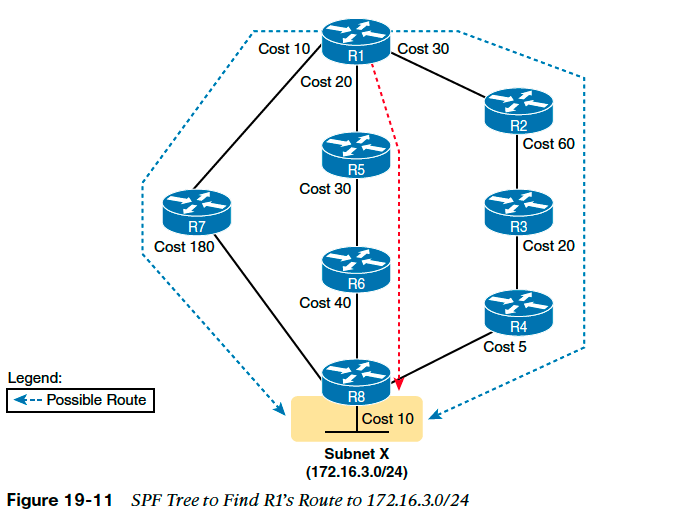 Cost 10
R1
Cost 30
Cost 20
R2
Cost 60
R5
Cost 30
R7
Cost 180
R3
Cost 20
R6
Cost 40
R4
Cost 5
Legend:
Possible Route
R8
Cost 10
Subnet X
(172.16.3.0/24)
Figure 19-11 SPF Tree to Find R1's Route to 172.16.3.0/24